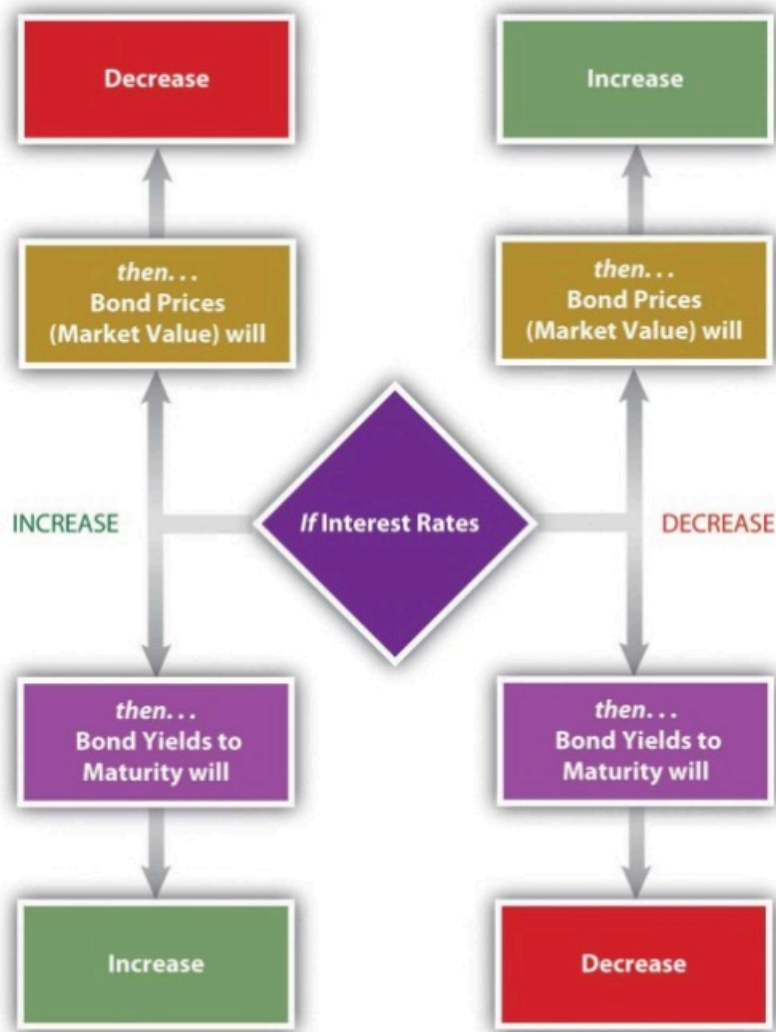 Decrease
Increase
then...
Bond Prices
(Market Value) will
then...
Bond Prices
(Market Value) will
INCREASE
If Interest Rates
DECREASE
then...
Bond Yields to
Maturity will
then...
Bond Yields to
Maturity will
Increase
Decrease